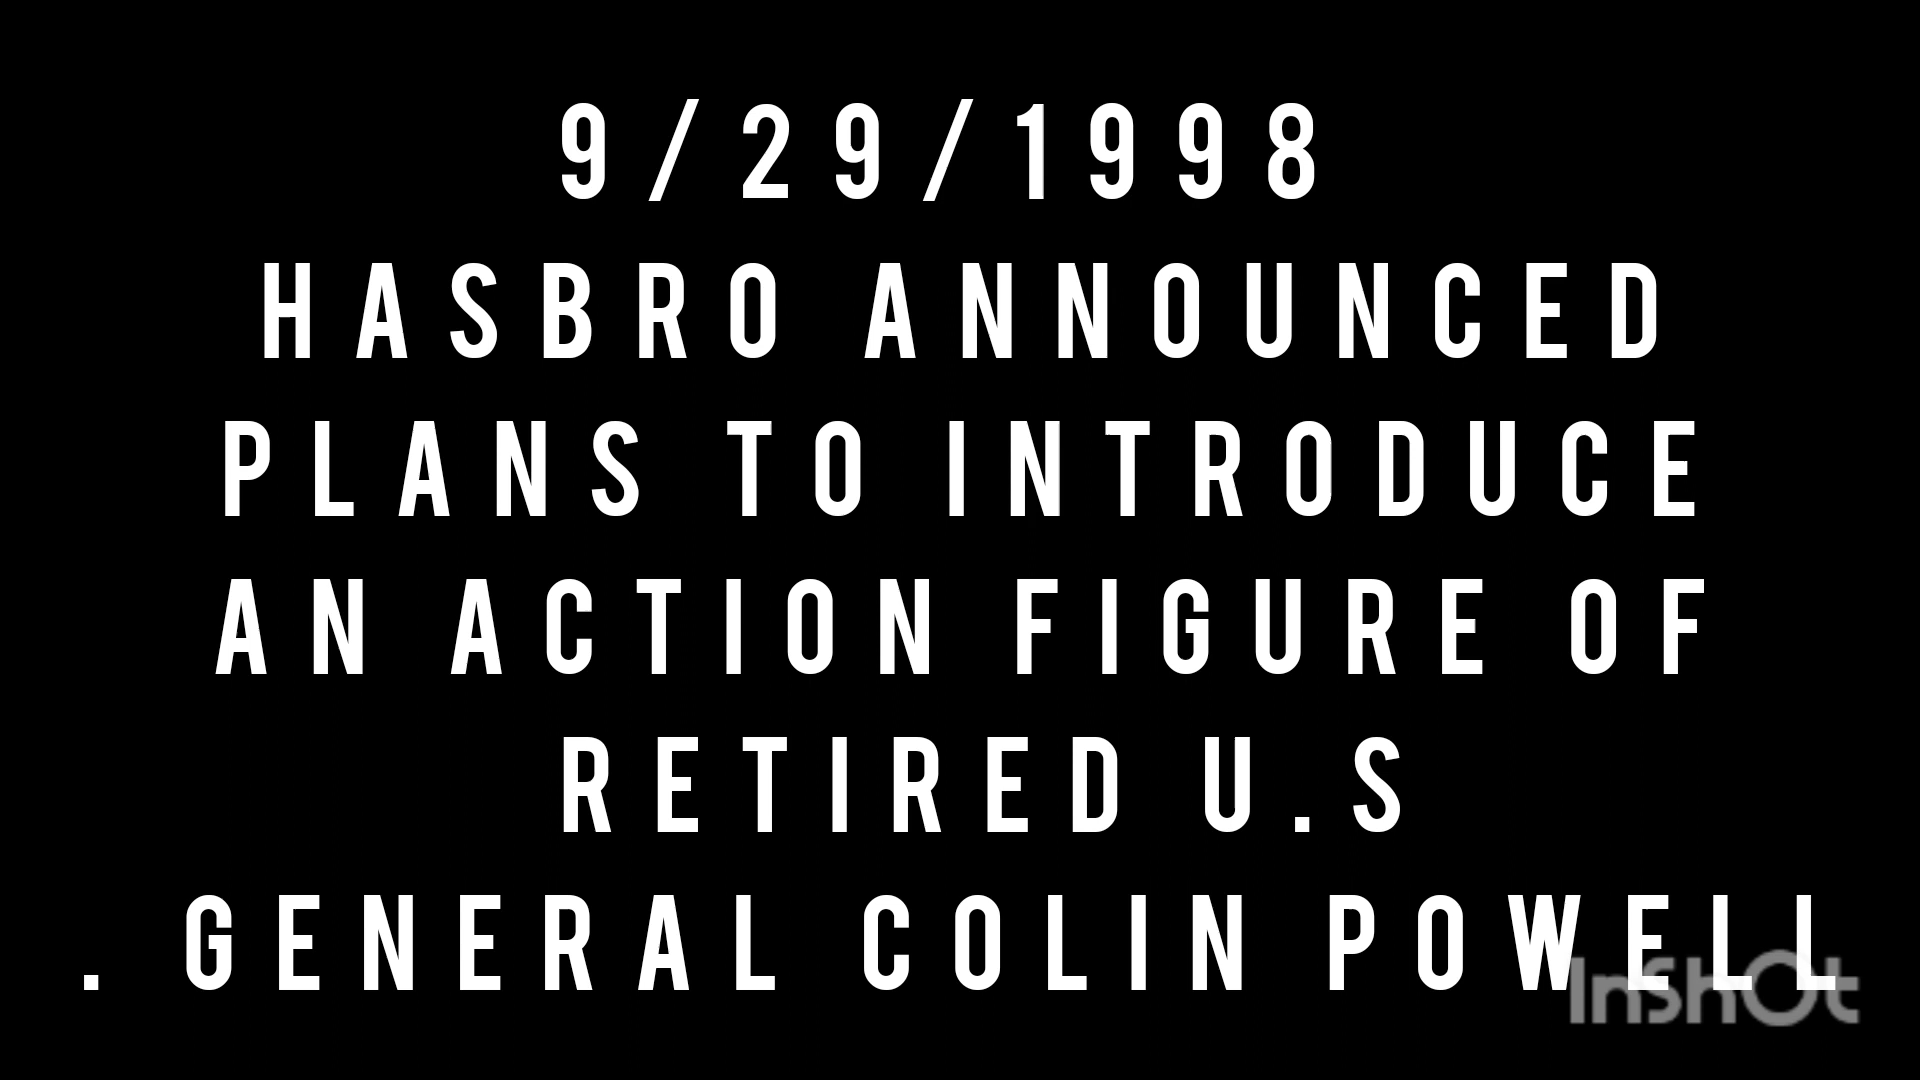 9/29/1998
HASBRO ANNOUNCED
PLANS TO INTRODUCE
AN ACTION FIGURE OF
RETIRED U.S
. GENERAL COLIN POWELL
InShOt